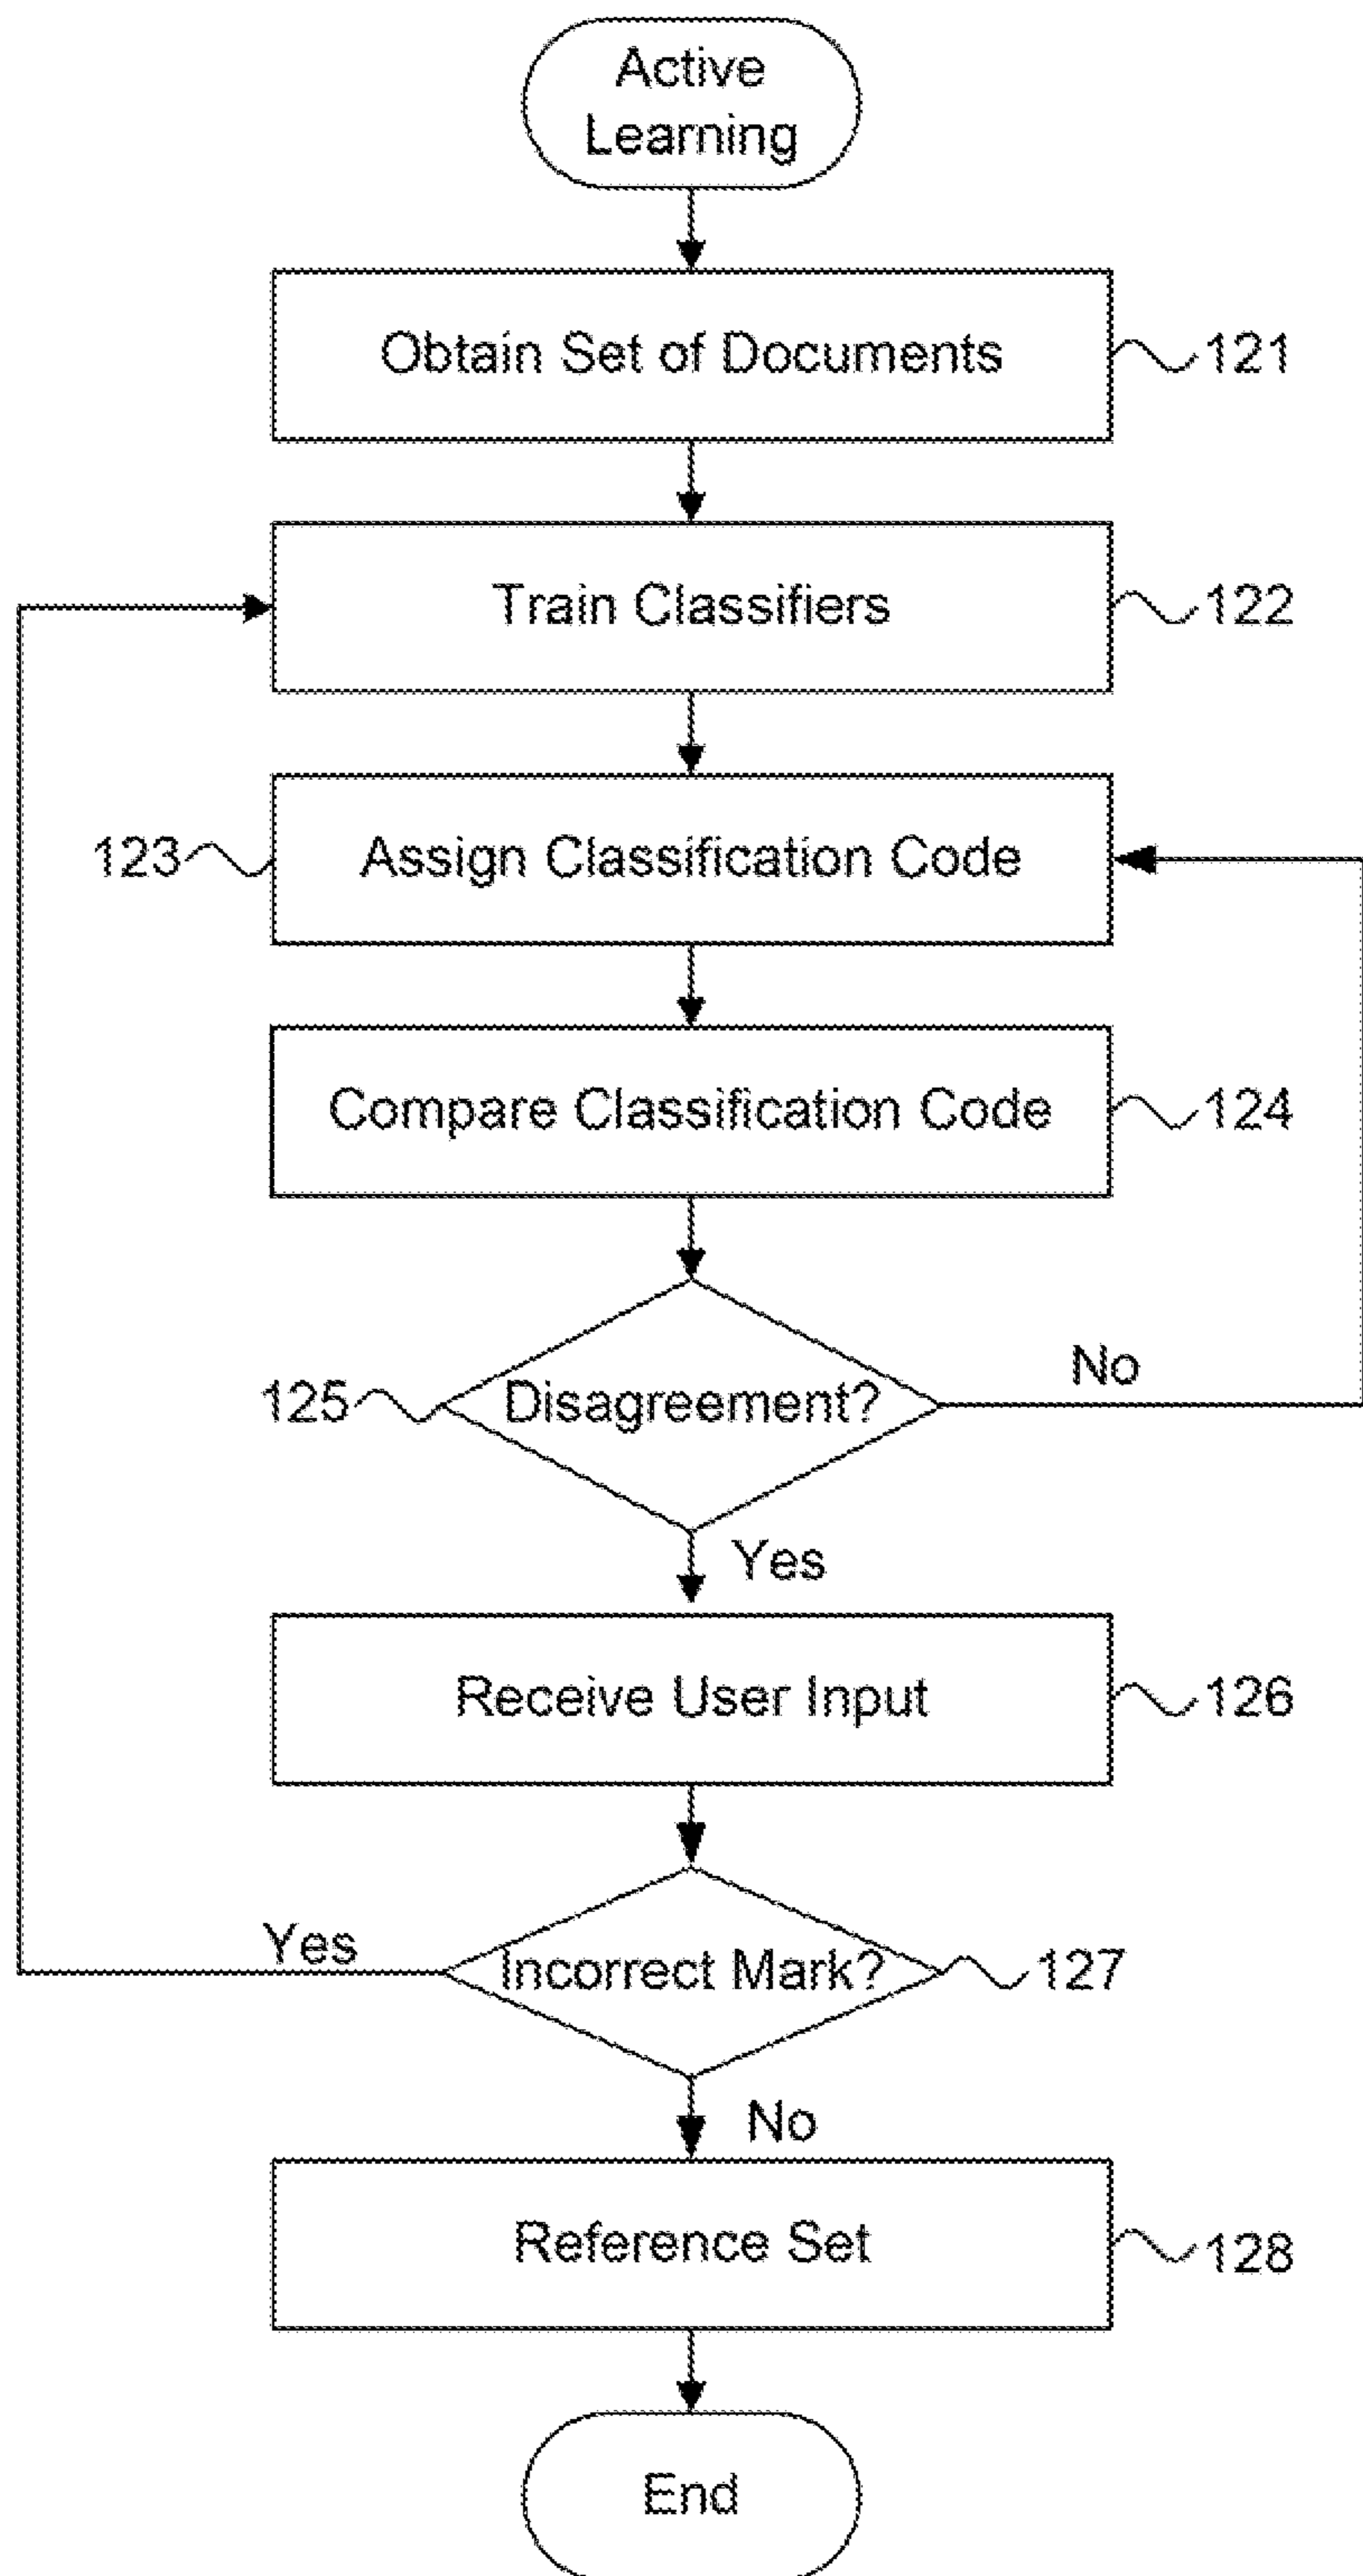 Active
Learning
Obtain Set of Documents
121
Train Classifiers
122
123
Assign Classification Code
Compare Classification Code
124
125
Disagreement?
No
Yes
Receive User Input
126
Yes
Incorrect Mark?
127
No
Reference Set
128
End